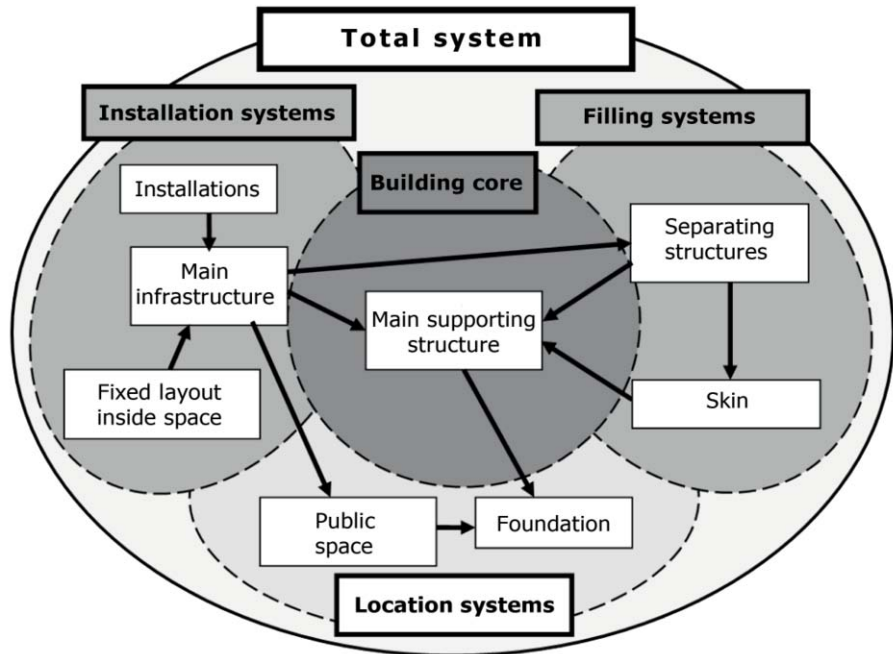 Total system
Installation systems
Filling systems
Building core
Installations
Separating
structures
Main
infrastructure
Main supporting
structure
Fixed layout
inside space
Skin
Public
space
Foundation
Location systems